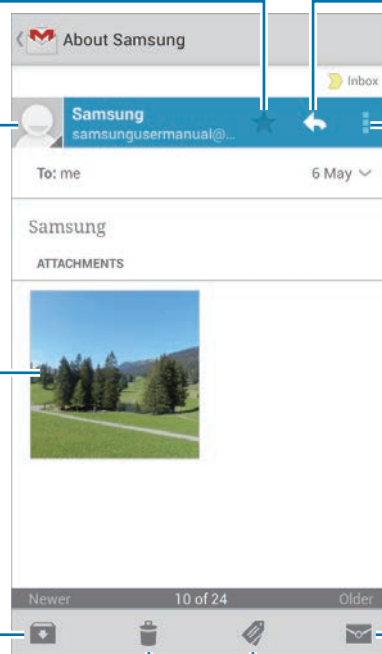 About Samsung
Inbox
Samsung
samsungusermanual@...
To: me 6 May
Samsung
ATTACHMENTS
Newer 10 of 24 Older